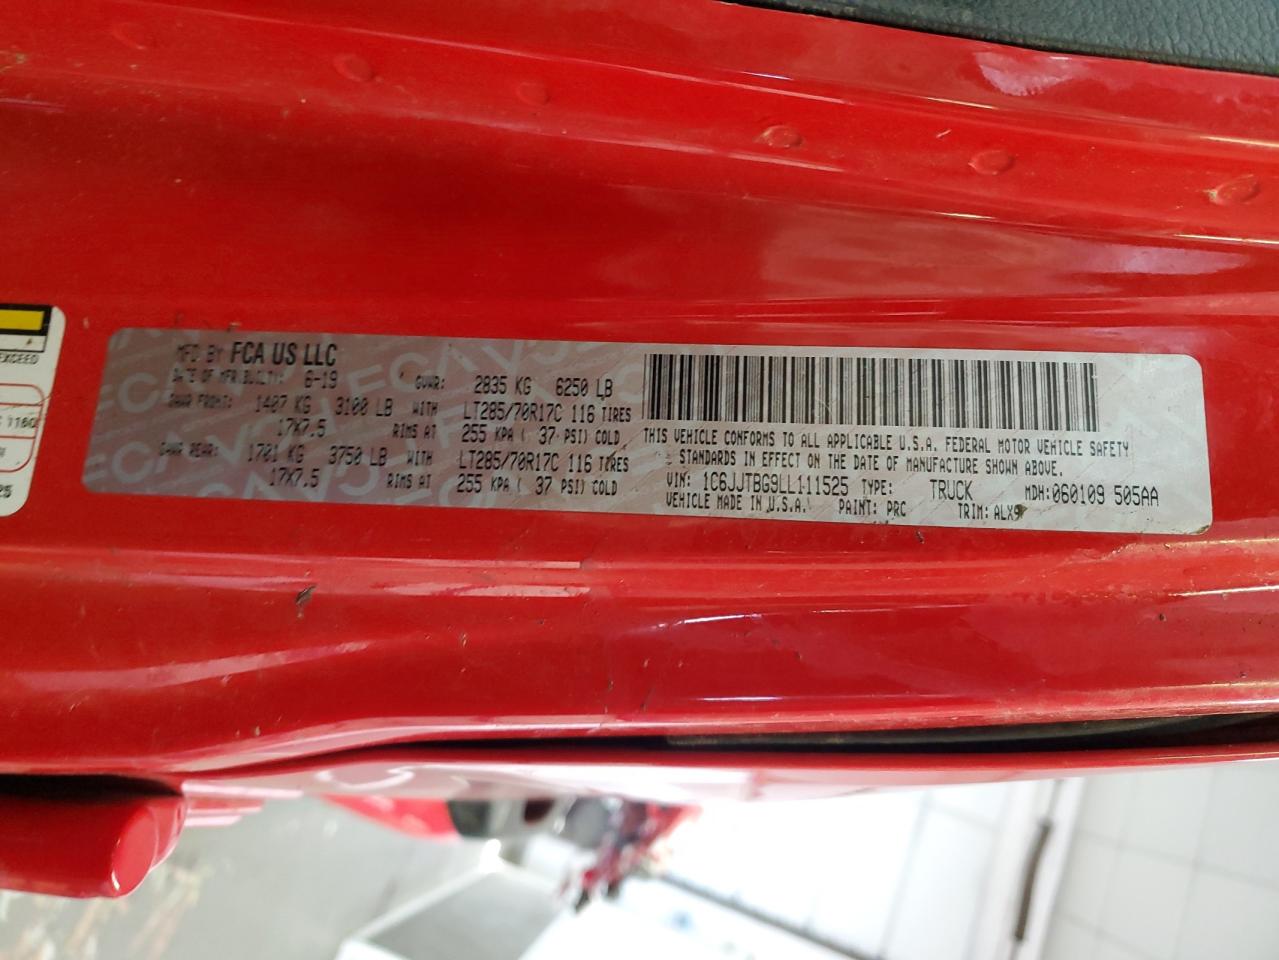 EXCEED
MFD BY FCA US LLC
DATE OF MFR: 6-19 GVWR: 2835 KG 6250 LB
GAWR FRONT: 1407 KG 3100 LB WITH LT285/70R17C 116 TIRES
17X7.5 RIMS AT 255 KPA ( 37 PSI) COLD
GAWR REAR: 1701 KG 3750 LB WITH LT285/70R17C 116 TIRES
17X7.5 RIMS AT 255 KPA ( 37 PSI) COLD
THIS VEHICLE CONFORMS TO ALL APPLICABLE U.S.A. FEDERAL MOTOR VEHICLE SAFETY
STANDARDS IN EFFECT ON THE DATE OF MANUFACTURE SHOWN ABOVE.
VIN: 1C6JJTBG9LL111525 TYPE: TRUCK MDH:060109 505AA
VEHICLE MADE IN U.S.A. PAINT: PRC TRIM: ALX9